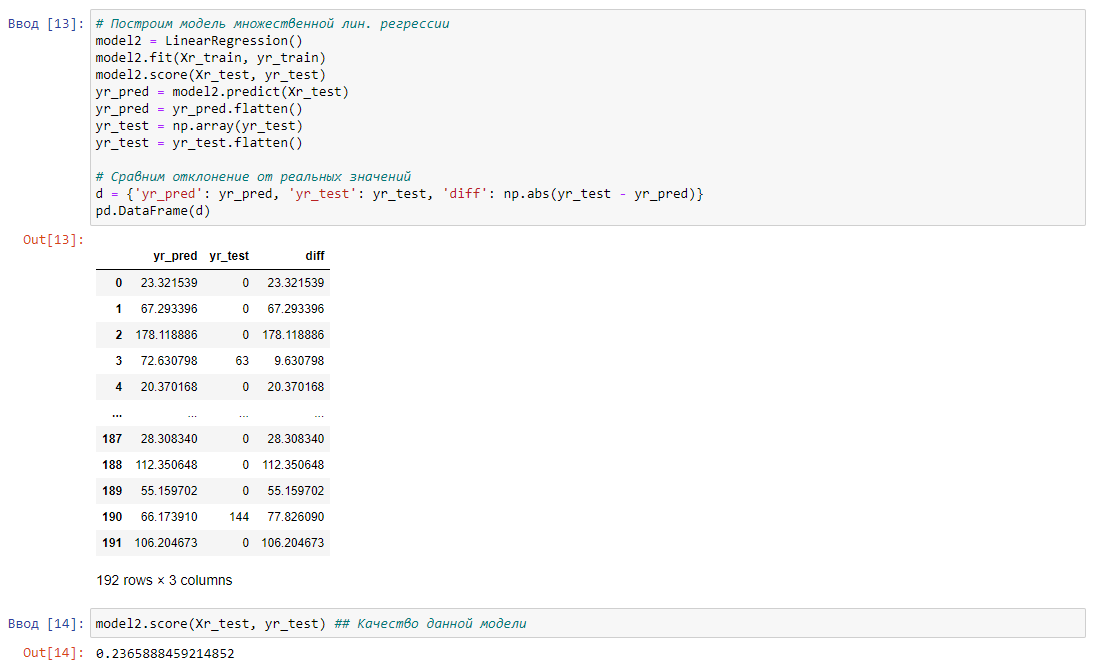 Ввод [13]: # Построим модель множественной лин. регрессии
model2 = LinearRegression()
model2.fit(Xr_train, yr_train)
model2.score(Xr_test, yr_test)
yr_pred = model2.predict(Xr_test)
yr_pred = yr_pred.flatten()
yr_test = np.array(yr_test)
yr_test = yr_test.flatten()
# Сравним отклонение от реальных значений
d = {'yr_pred': yr_pred, 'yr_test': yr_test, 'diff': np.abs(yr_test - yr_pred)}
pd.DataFrame(d)
Out[13]:
yr_pred yr_test diff
0 23.321539 0 23.321539
1 67.293396 0 67.293396
2 178.118886 0 178.118886
3 72.630798 63 9.630798
4 20.370168 0 20.370168
... ... ... ...
187 28.308340 0 28.308340
188 112.350648 0 112.350648
189 55.159702 0 55.159702
190 66.173910 144 77.826090
191 106.204673 0 106.204673
192 rows × 3 columns
Ввод [14]: model2.score(Xr_test, yr_test) ## Качество данной модели
Out[14]: 0.2365888459214852